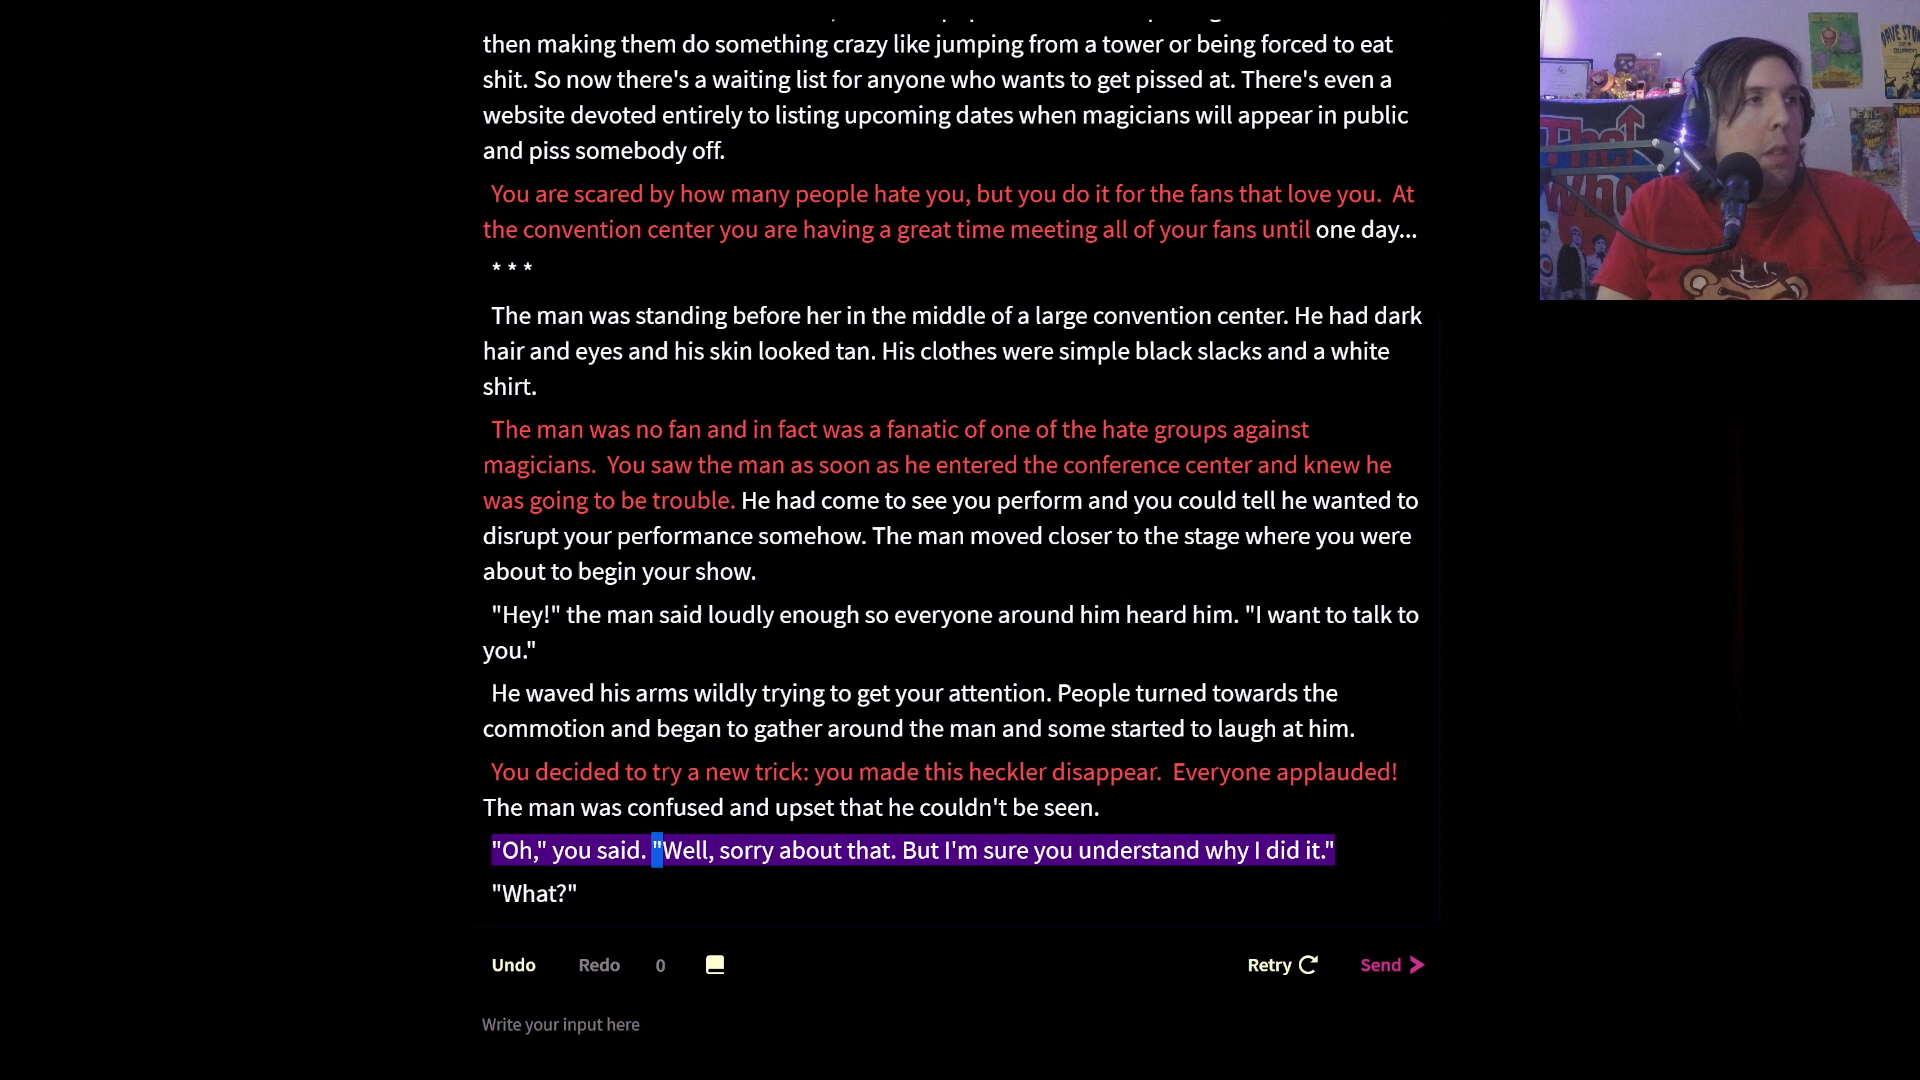 then making them do something crazy like jumping from a tower or being forced to eat
shit. So now there's a waiting list for anyone who wants to get pissed at. There's even a
website devoted entirely to listing upcoming dates when magicians will appear in public
and piss somebody off.
You are scared by how many people hate you, but you do it for the fans that love you.  At
the convention center you are having a great time meeting all of your fans until one day...
* * *
The man was standing before her in the middle of a large convention center. He had dark
hair and eyes and his skin looked tan. His clothes were simple black slacks and a white
shirt.
The man was no fan and in fact was a fanatic of one of the hate groups against
magicians.  You saw the man as soon as he entered the conference center and knew he
was going to be trouble. He had come to see you perform and you could tell he wanted to
disrupt your performance somehow. The man moved closer to the stage where you were
about to begin your show.
"Hey!" the man said loudly enough so everyone around him heard him. "I want to talk to
you."
He waved his arms wildly trying to get your attention. People turned towards the
commotion and began to gather around the man and some started to laugh at him.
You decided to try a new trick: you made this heckler disappear.  Everyone applauded!
The man was confused and upset that he couldn't be seen.
"Oh," you said. "Well, sorry about that. But I'm sure you understand why I did it."
"What?"
Undo Redo 0 Retry Send
Write your input here
The
Who